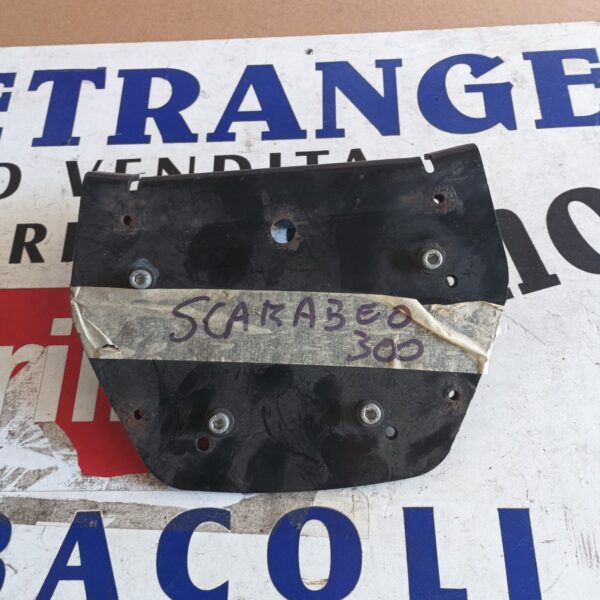 ETRANGE
O VENDITA
SCARABEO
300
BACOLI